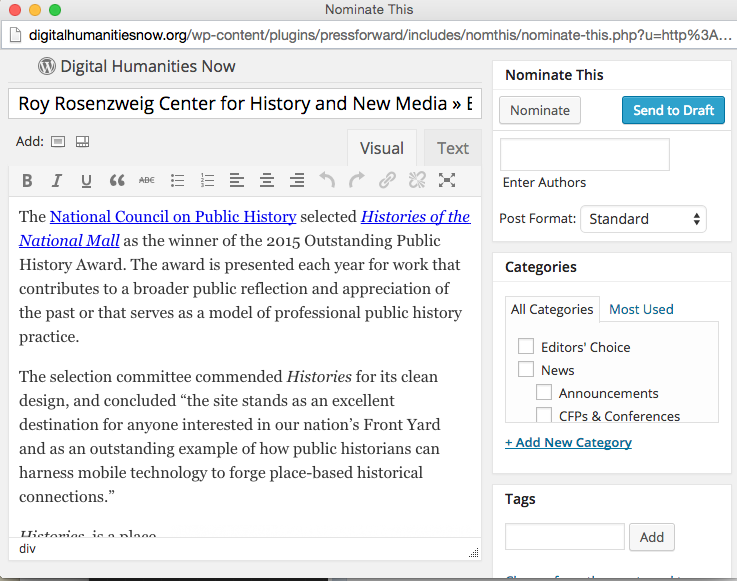 Nominate This
digitalhumanitiesnow.org/wp-content/plugins/pressforward/includes/nomthis/nominate-this.php?u=http%3A...
Digital Humanities Now
Roy Rosenzweig Center for History and New Media »
Add:
Visual
Text
B I U ABC
The National Council on Public History selected Histories of the
National Mall as the winner of the 2015 Outstanding Public
History Award. The award is presented each year for work that
contributes to a broader public reflection and appreciation of
the past or that serves as a model of professional public history
practice.
The selection committee commended Histories for its clean
design, and concluded “the site stands as an excellent
destination for anyone interested in our nation’s Front Yard
and as an outstanding example of how public historians can
harness mobile technology to forge place-based historical
connections.”
Histories, is a place
div
Nominate This
Nominate
Send to Draft
Enter Authors
Post Format: Standard
Categories
All Categories
Most Used
Editors' Choice
News
Announcements
CFPs & Conferences
+ Add New Category
Tags
Add